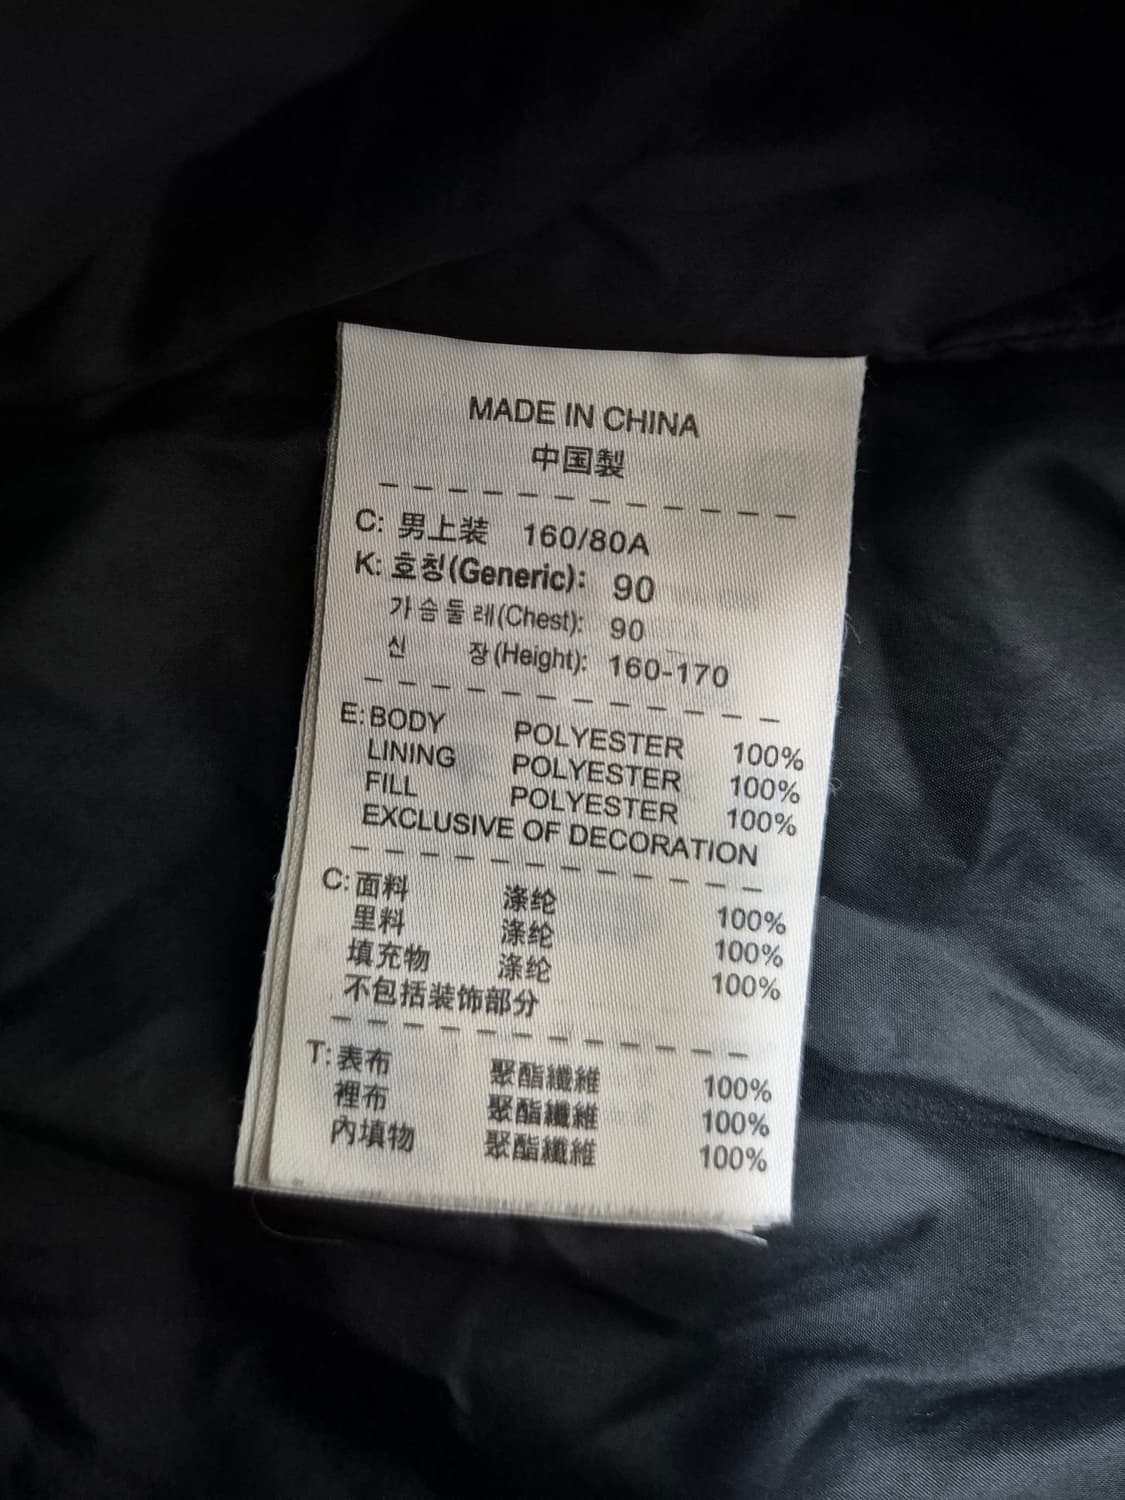 MADE IN CHINA
中国製
C: 男上装 160/80A
K: 호칭(Generic): 90
가슴둘레(Chest): 90
신 장(Height): 160-170
E: BODY POLYESTER 100%
LINING POLYESTER 100%
FILL POLYESTER 100%
EXCLUSIVE OF DECORATION
C: 面料 涤纶 100%
里料 涤纶 100%
填充物 涤纶 100%
不包括装饰部分
T: 表布 聚酯纖維 100%
裡布 聚酯纖維 100%
內填物 聚酯纖維 100%